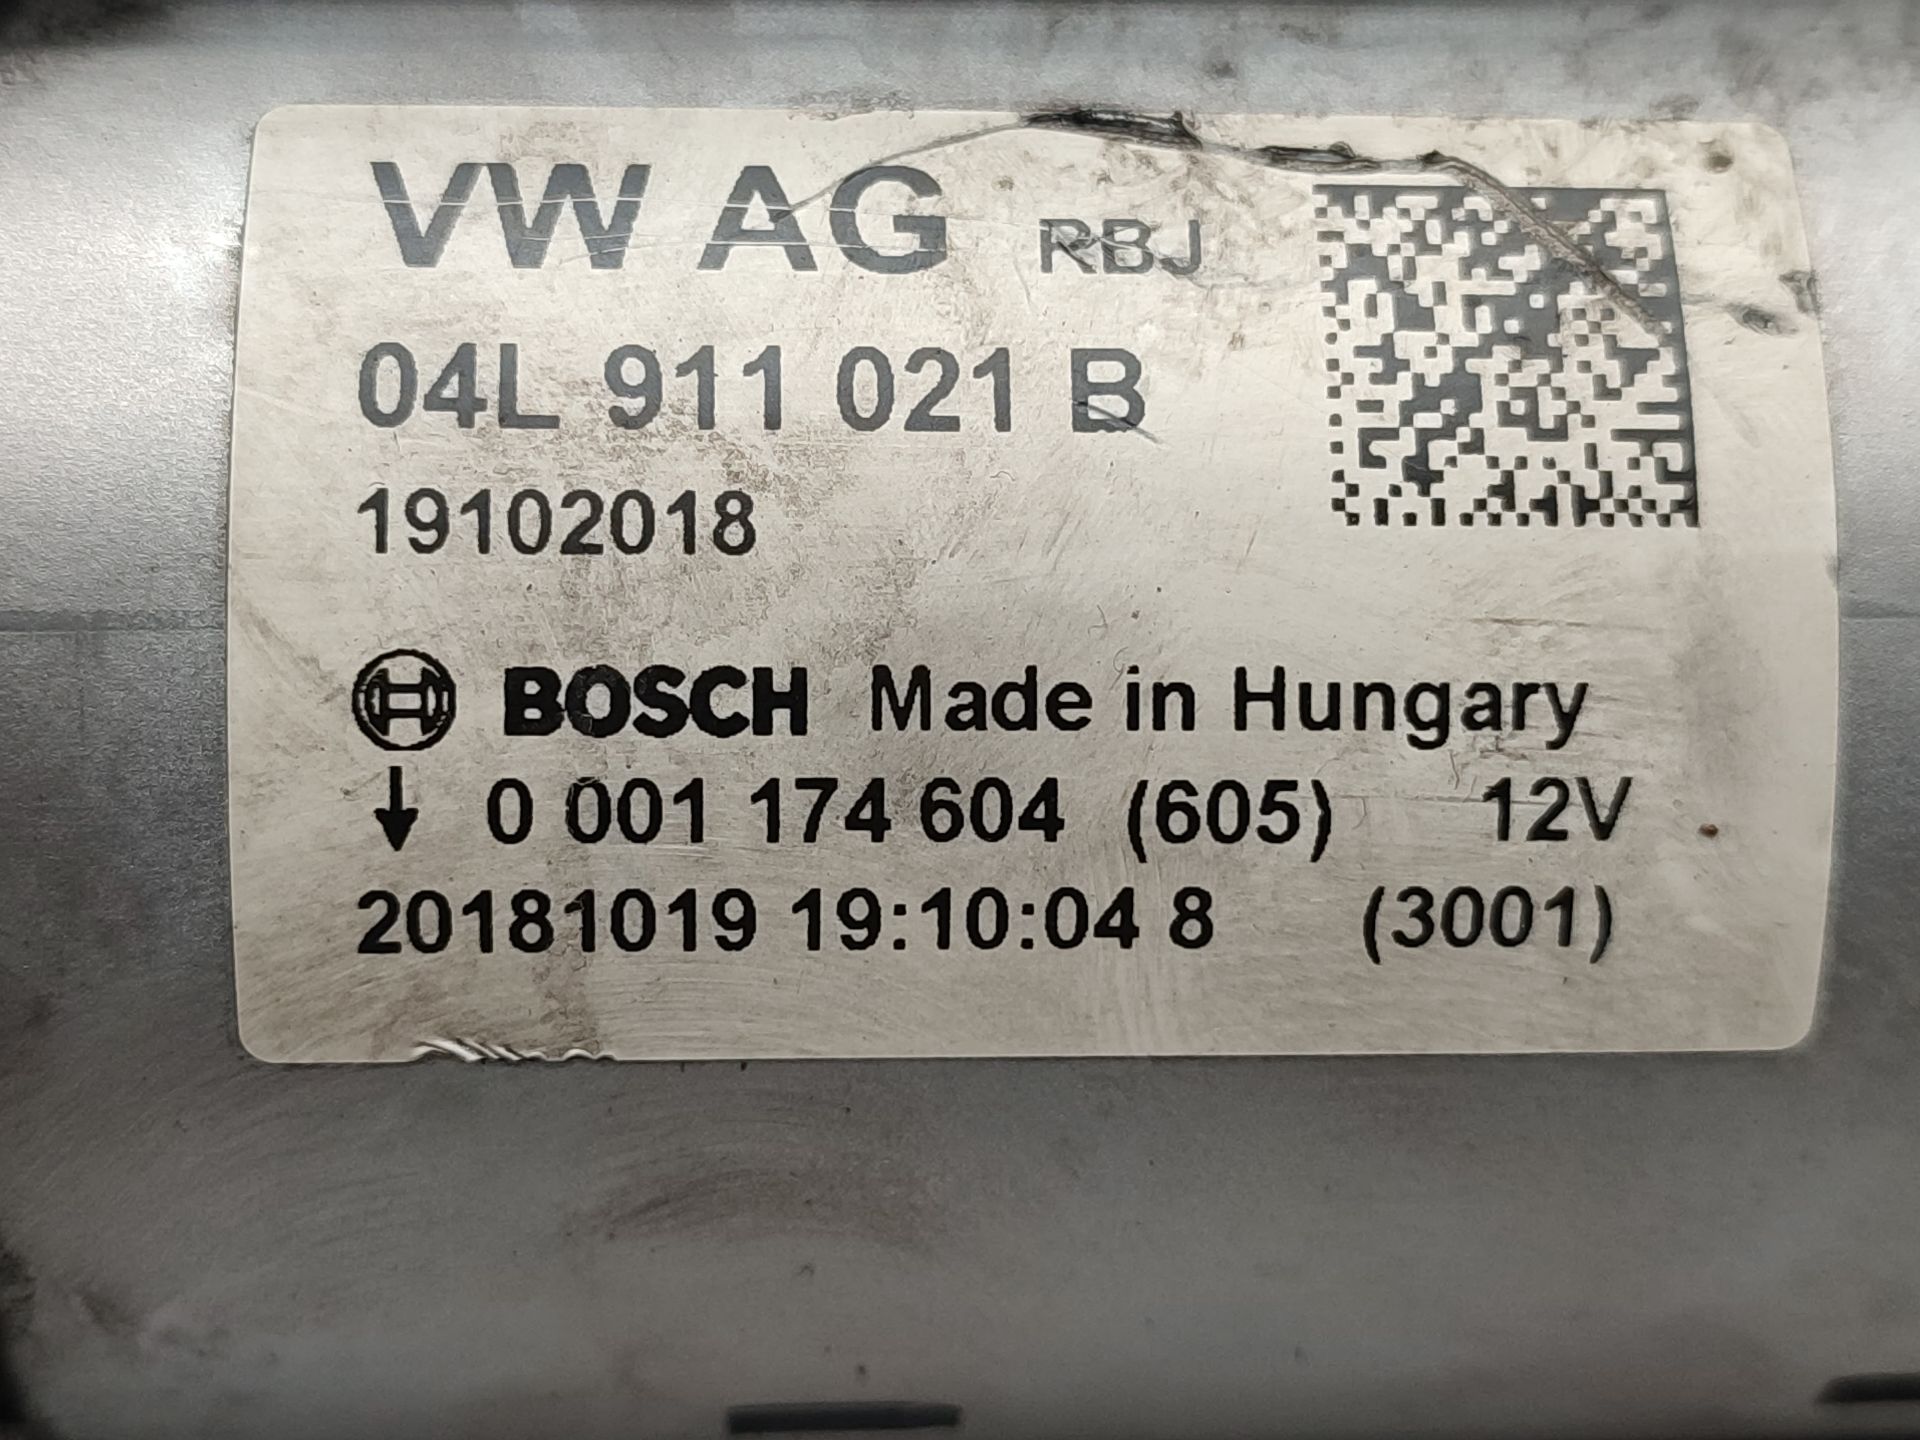 VW AG RBJ
04L 911 021 B
19102018
BOSCH Made in Hungary
↓ 0 001 174 604 (605) 12V
20181019 19:10:04 8 (3001)